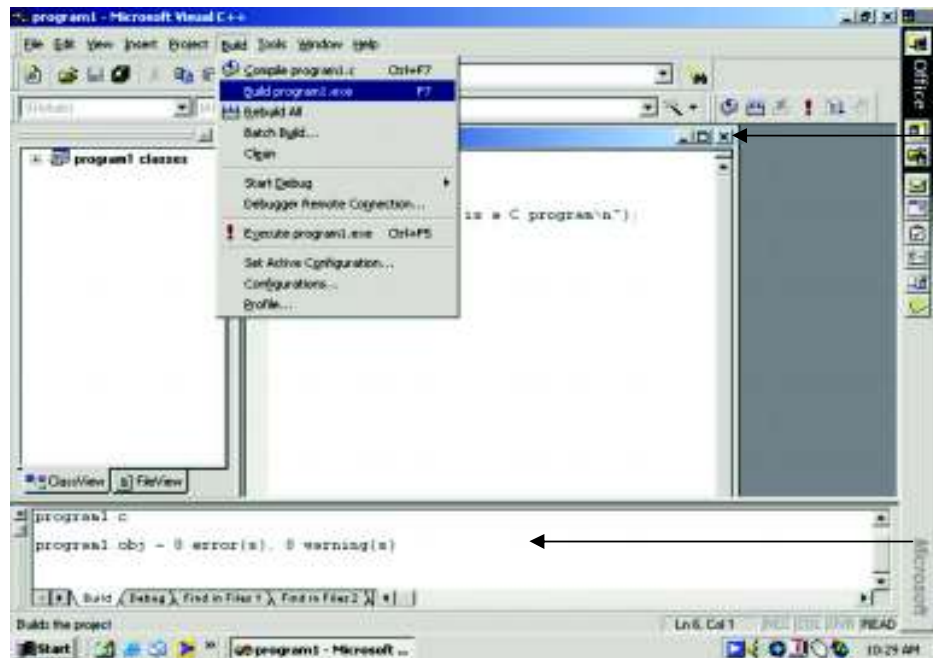 program1 - Microsoft Visual C++
File Edit View Insert Project Build Tools Window Help
Compile program1.c Ctrl+F7
Build program1.exe F7
Rebuild All
Batch Build...
Clean
Start Debug
Debugger Remote Connection...
Execute program1.exe Ctrl+F5
Set Active Configuration...
Configurations...
Profile...
program1 classes
is a C program\n");
ClassView FileView
program1 c
program1 obj - 0 error(s), 0 warning(s)
Build Debug Find in Files 1 Find in Files 2
Builds the project
Ln 6, Col 1 REC COL OVR READ
Start program1 - Microsoft ... 10:29 AM
Office
Microsoft